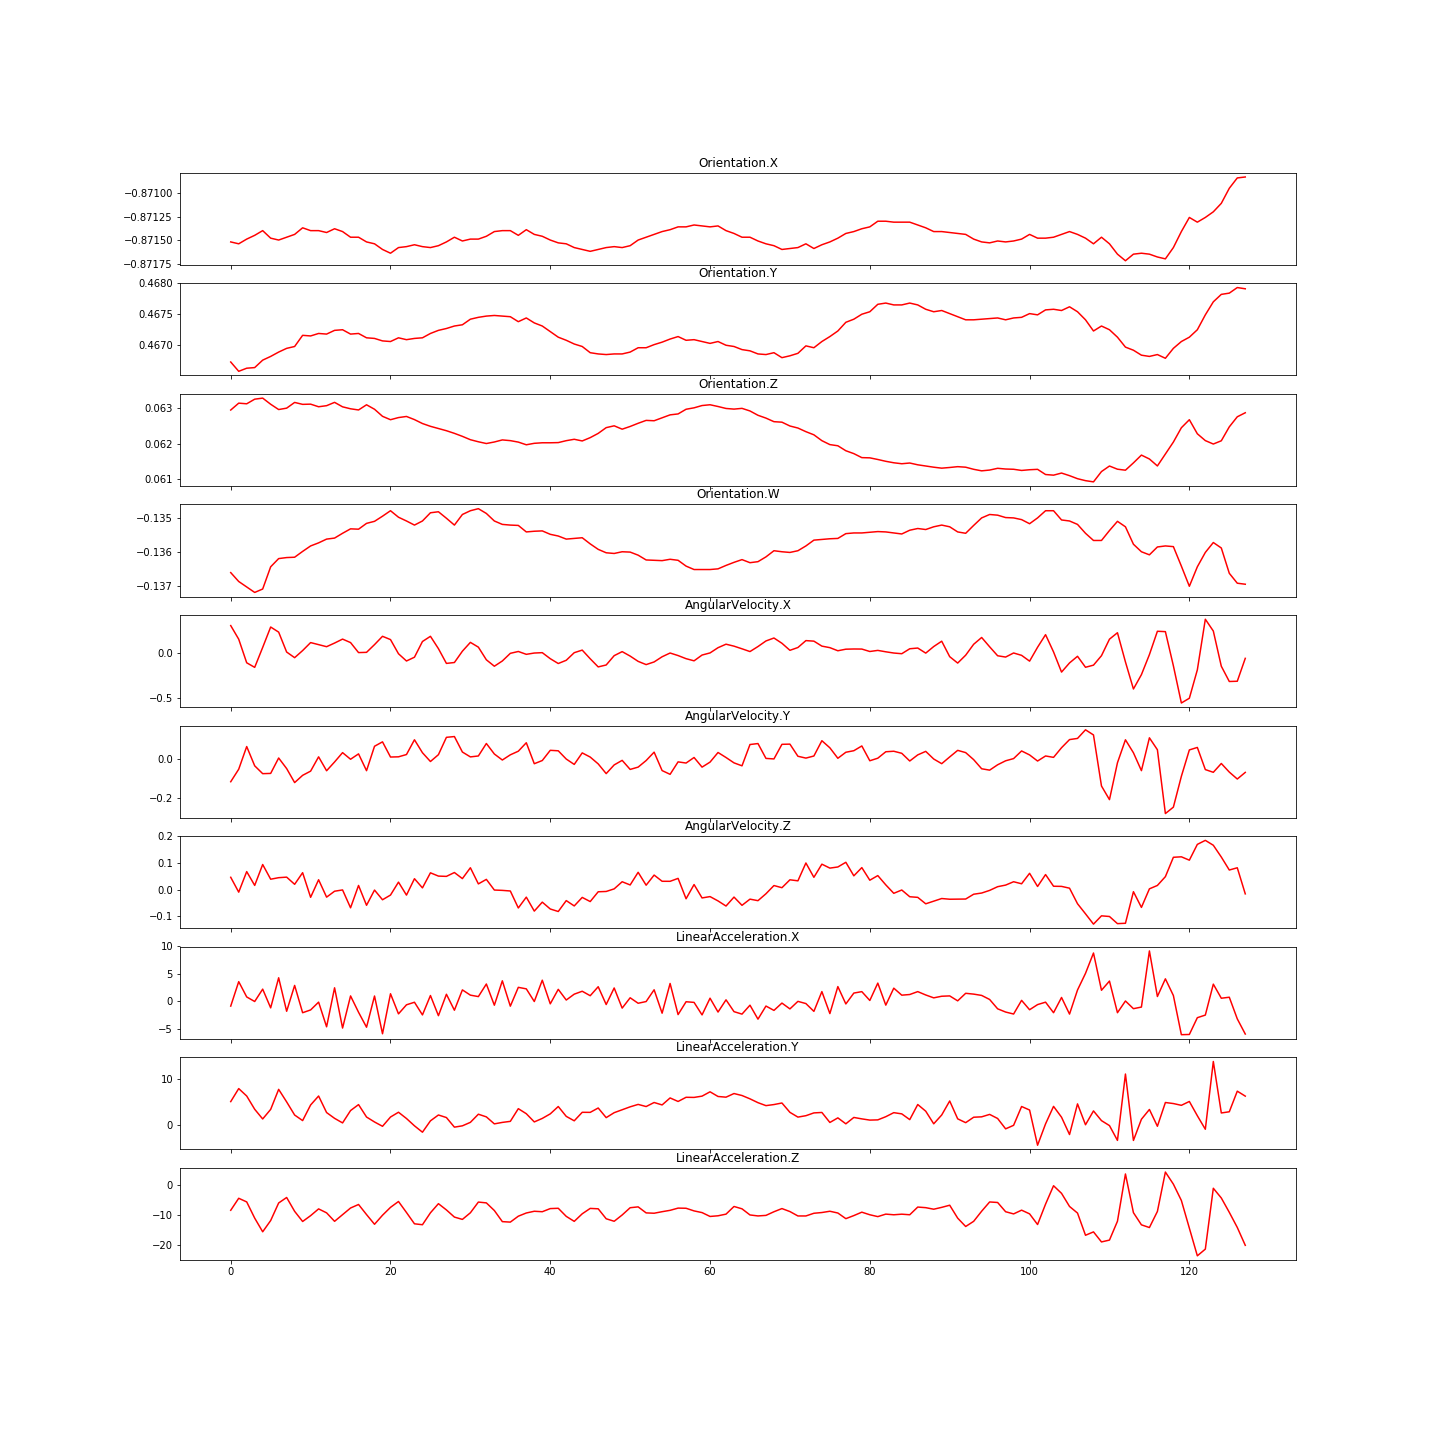 Orientation.X
−0.87100
−0.87125
−0.87150
−0.87175
Orientation.Y
0.4680
0.4675
0.4670
Orientation.Z
0.063
0.062
0.061
Orientation.W
−0.135
−0.136
−0.137
AngularVelocity.X
0.0
−0.5
AngularVelocity.Y
0.0
−0.2
AngularVelocity.Z
0.2
0.1
0.0
−0.1
LinearAcceleration.X
10
5
0
−5
LinearAcceleration.Y
10
0
LinearAcceleration.Z
0
−10
−20
0 20 40 60 80 100 120